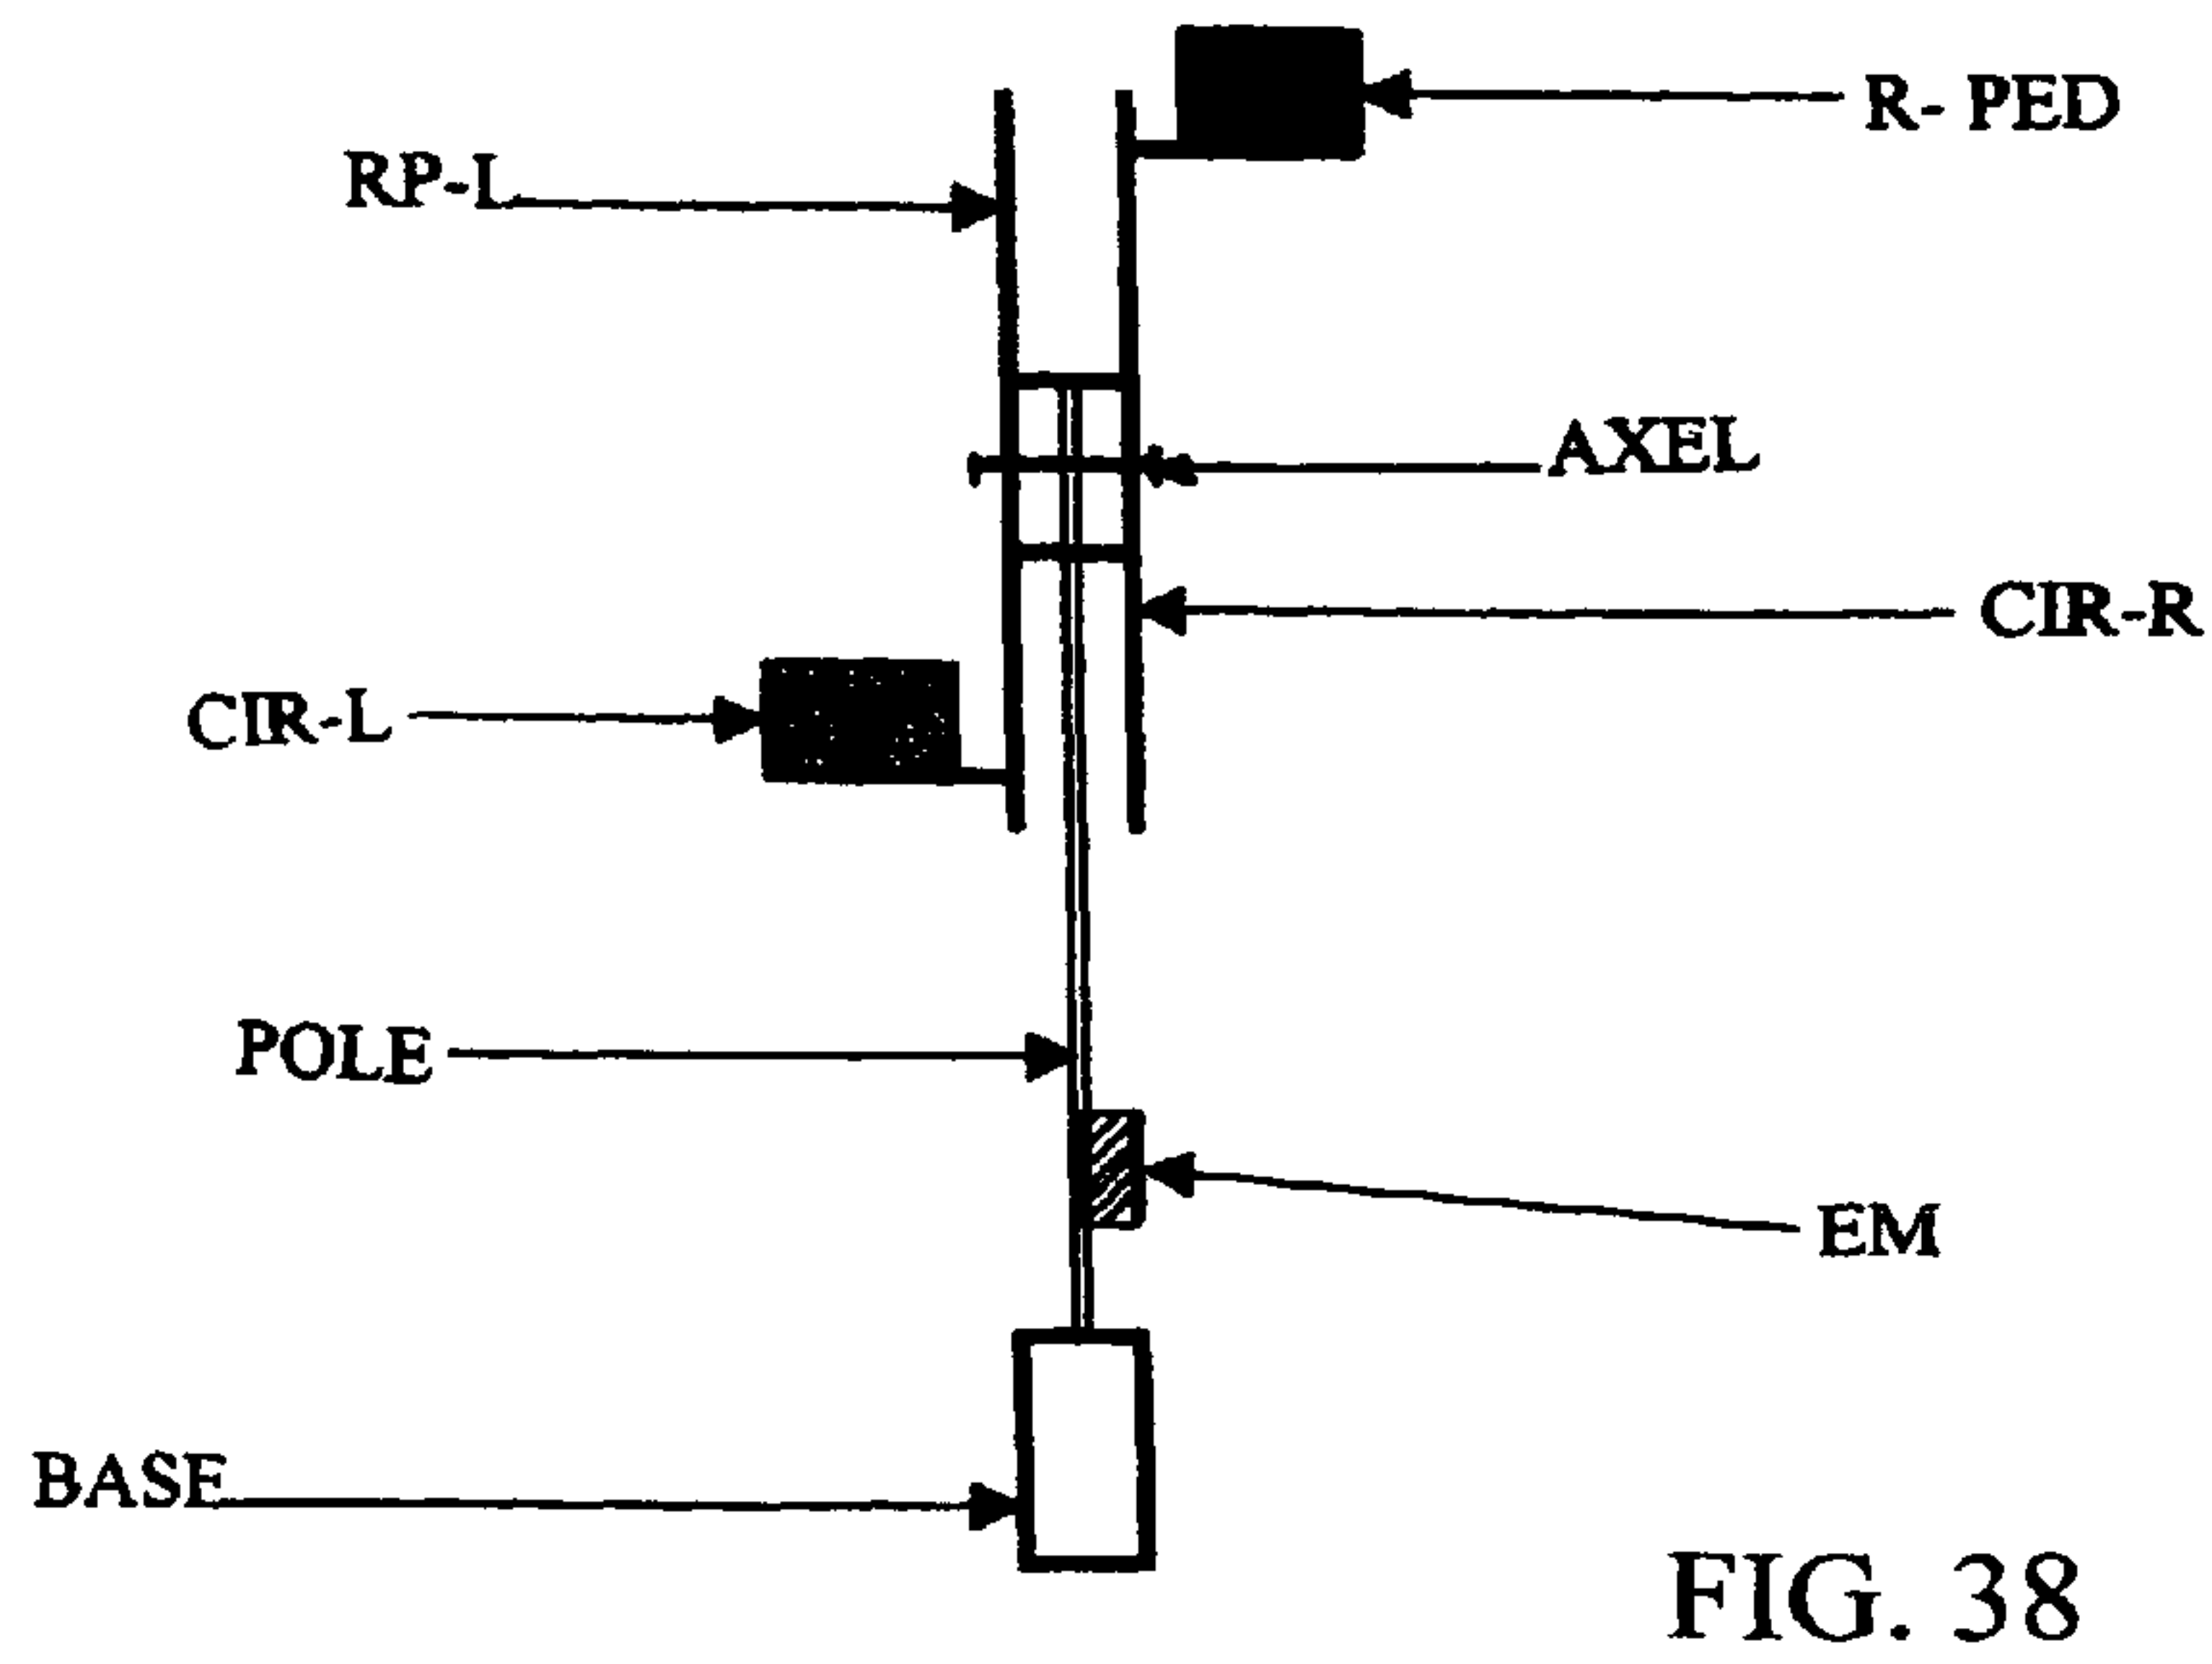 R- PED
RP-L
AXEL
CIR-R
CIR-L
POLE
EM
BASE
FIG. 38